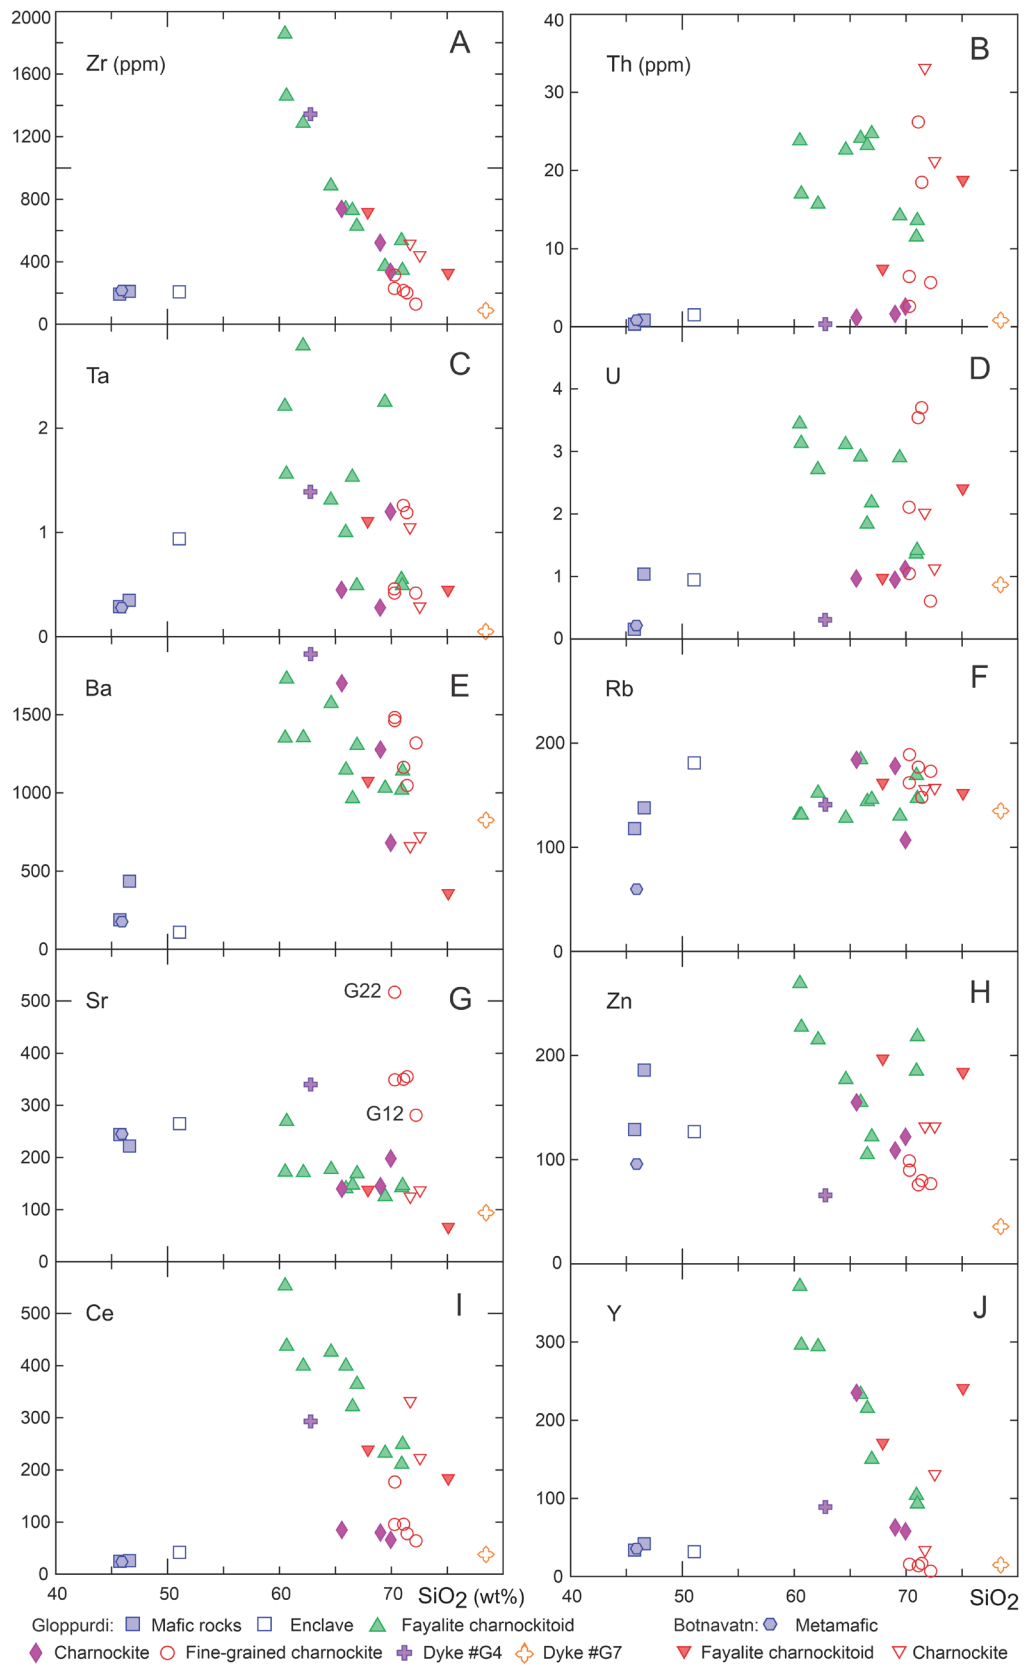 2000 A 40 B
Zr (ppm) Th (ppm)
1600 30
1200
20
800
10
400
0 0
C D
Ta U 4
2 3
2
1
1
0 0
E F
Ba Rb
1500 200
1000
100
500
0 0
G22 G H
500 Sr Zn
400 200
300 G12
200 100
100
0 0
I J
500 Ce Y
400 300
300 200
200
100 100
0 0
40 50 60 70 SiO2 (wt%) 40 50 60 70 SiO2
Gloppurdi: Mafic rocks Enclave Fayalite charnockitoid Botnavatn: Metamafic
Charnockite Fine-grained charnockite Dyke #G4 Dyke #G7 Fayalite charnockitoid Charnockite